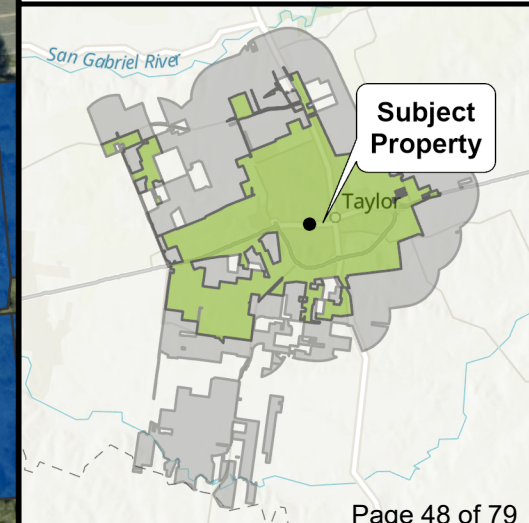 San Gabriel River
Subject
Property
Taylor
Page 48 of 79